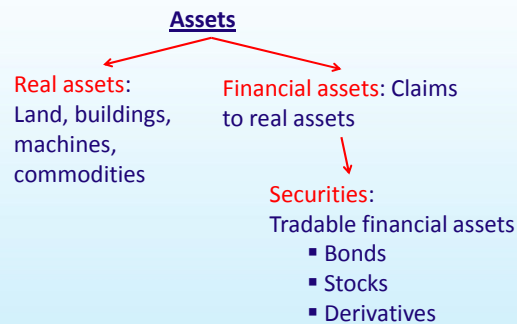 Assets
Real assets:
Land, buildings,
machines,
commodities
Financial assets: Claims
to real assets
Securities:
Tradable financial assets
▪ Bonds
▪ Stocks
▪ Derivatives